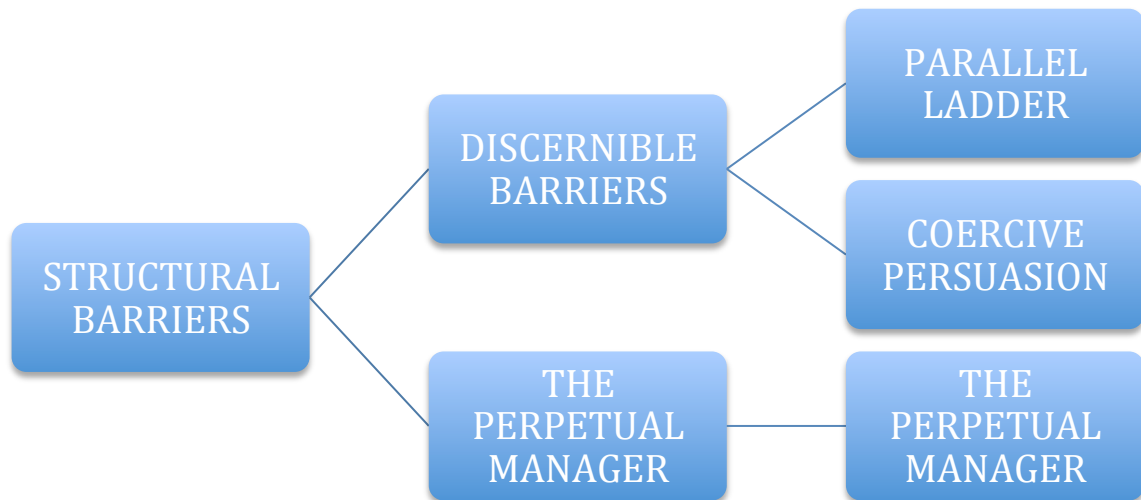 STRUCTURAL
BARRIERS
DISCERNIBLE
BARRIERS
THE
PERPETUAL
MANAGER
PARALLEL
LADDER
COERCIVE
PERSUASION
THE
PERPETUAL
MANAGER